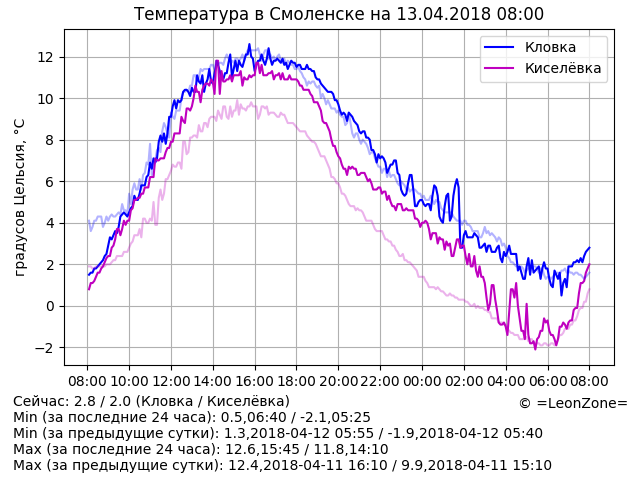 Температура в Смоленске на 13.04.2018 08:00
Кловка
Киселёвка
градусов Цельсия, °C
12
10
8
6
4
2
0
−2
08:00 10:00 12:00 14:00 16:00 18:00 20:00 22:00 00:00 02:00 04:00 06:00 08:00
Сейчас: 2.8 / 2.0 (Кловка / Киселёвка)
© =LeonZone=
Min (за последние 24 часа): 0.5,06:40 / -2.1,05:25
Min (за предыдущие сутки): 1.3,2018-04-12 05:55 / -1.9,2018-04-12 05:40
Max (за последние 24 часа): 12.6,15:45 / 11.8,14:10
Max (за предыдущие сутки): 12.4,2018-04-11 16:10 / 9.9,2018-04-11 15:10